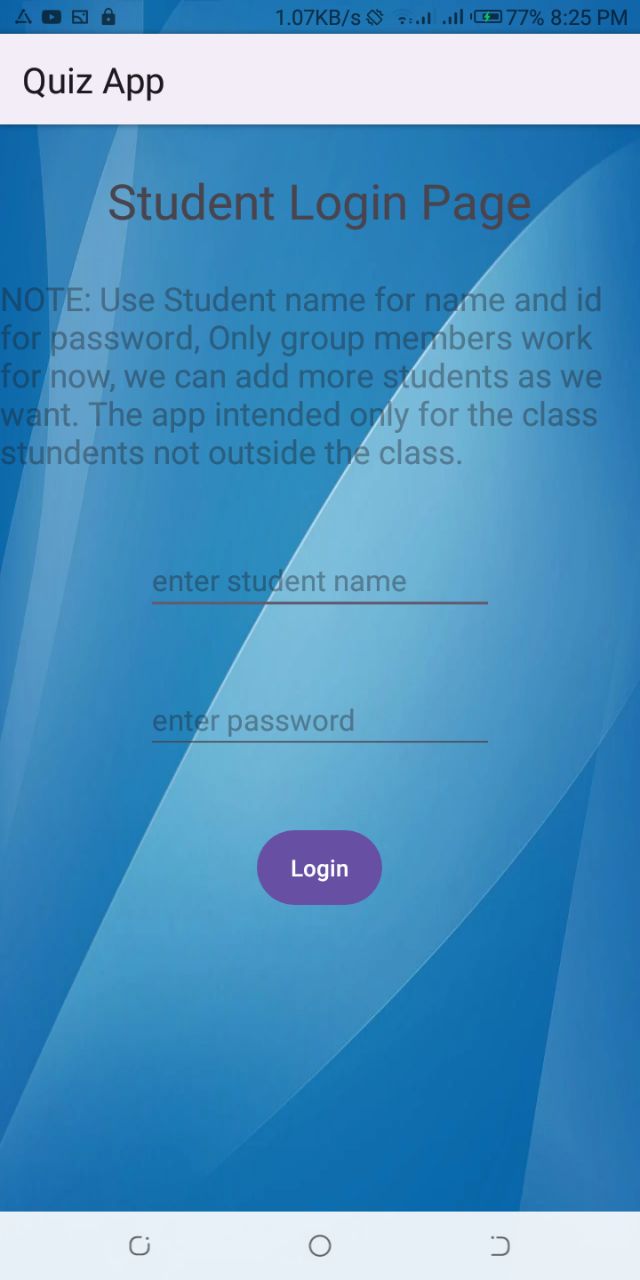 1.07KB/s 77% 8:25 PM
Quiz App
Student Login Page
NOTE: Use Student name for name and id
for password, Only group members work
for now, we can add more students as we
want. The app intended only for the class
stundents not outside the class.
enter student name
enter password
Login